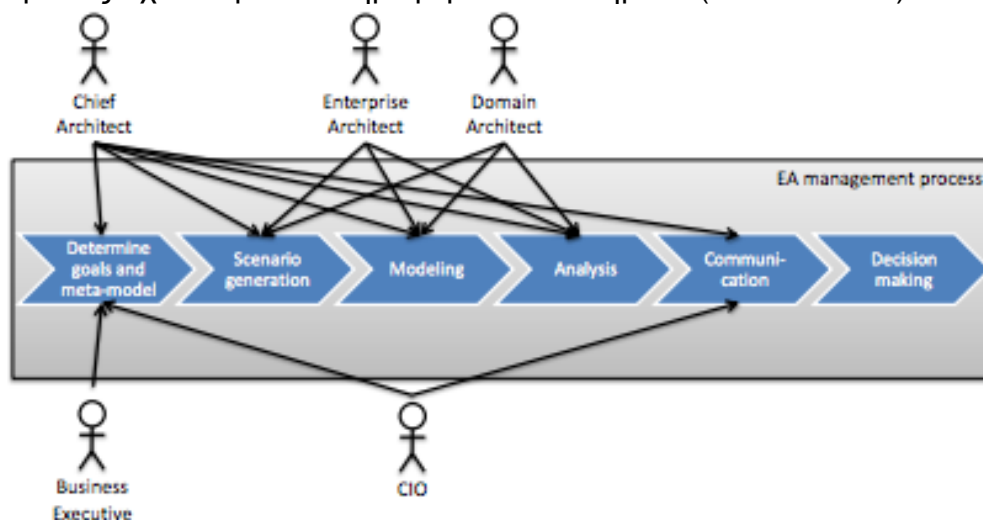 Chief
Architect
Enterprise
Architect
Domain
Architect
EA management process
Determine
goals and
meta-model
Scenario
generation
Modeling
Analysis
Communi-
cation
Decision
making
Business
Executive
CIO